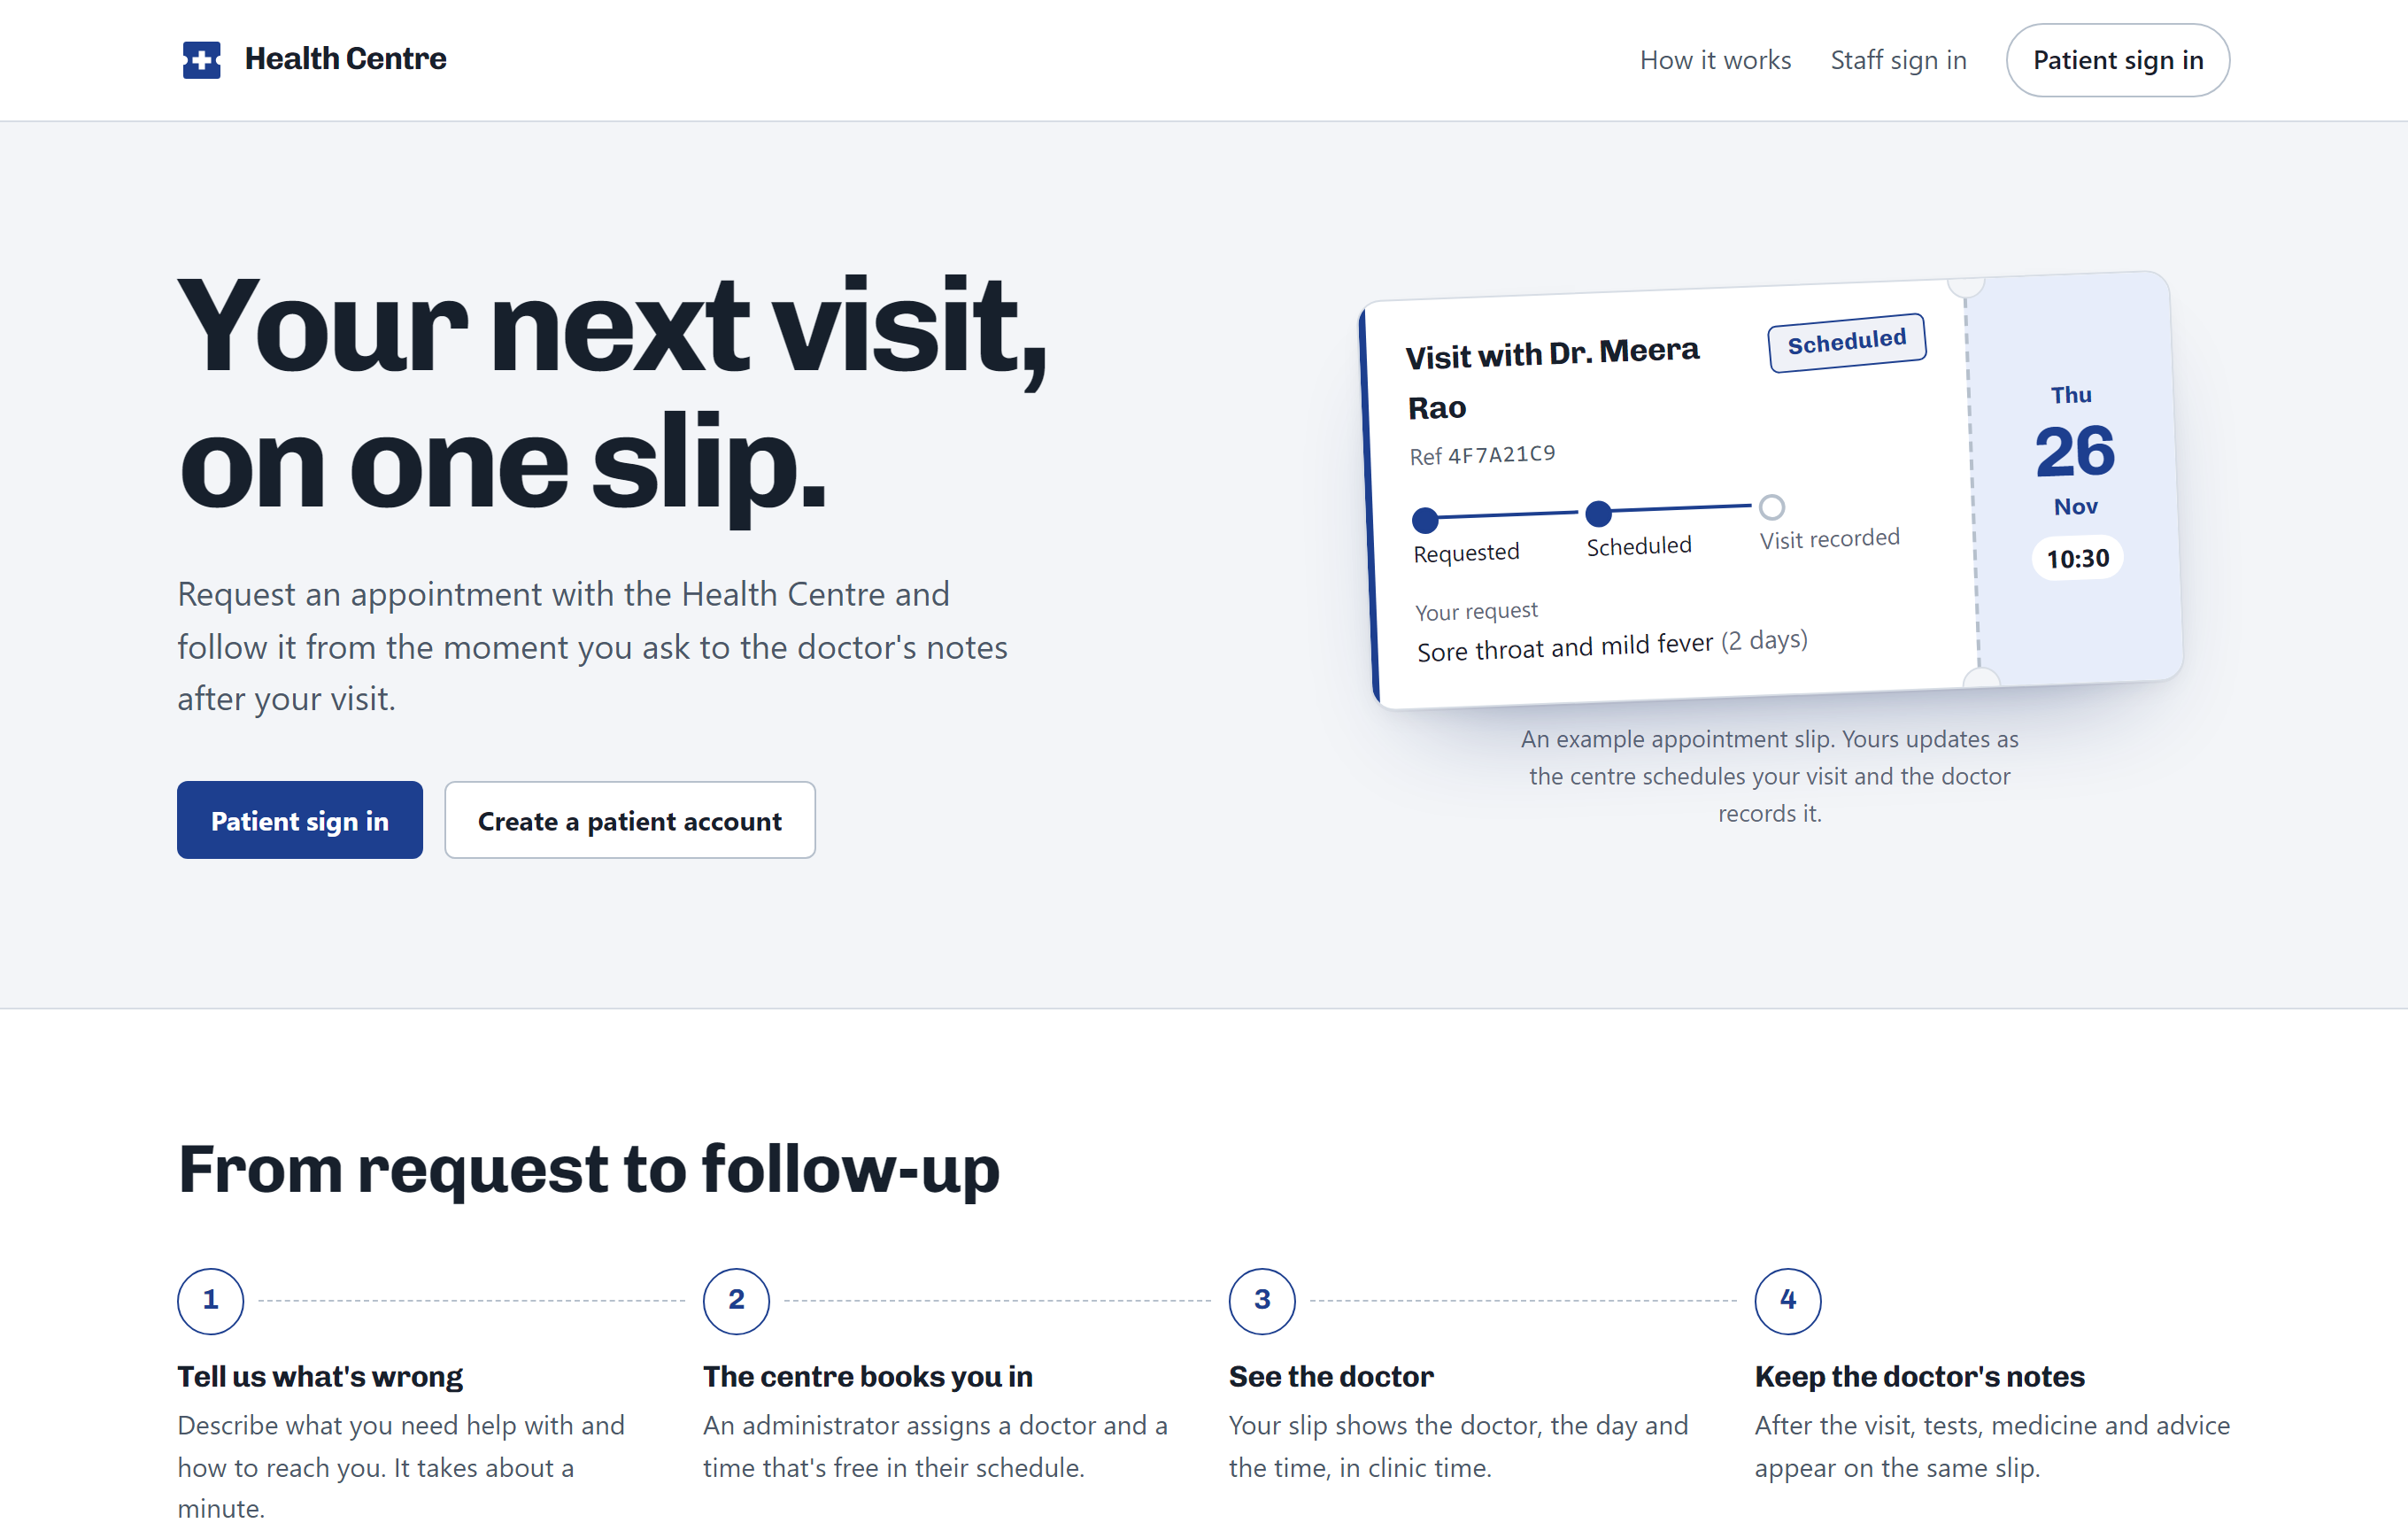 Health Centre
How it works
Staff sign in
Patient sign in
Your next visit,
on one slip.
Request an appointment with the Health Centre and
follow it from the moment you ask to the doctor's notes
after your visit.
Patient sign in
Create a patient account
Visit with Dr. Meera
Rao
Scheduled
Ref 4F7A21C9
Requested
Scheduled
Visit recorded
Your request
Sore throat and mild fever (2 days)
Thu
26
Nov
10:30
An example appointment slip. Yours updates as
the centre schedules your visit and the doctor
records it.
From request to follow-up
1
Tell us what's wrong
Describe what you need help with and
how to reach you. It takes about a
minute.
2
The centre books you in
An administrator assigns a doctor and a
time that's free in their schedule.
3
See the doctor
Your slip shows the doctor, the day and
the time, in clinic time.
4
Keep the doctor's notes
After the visit, tests, medicine and advice
appear on the same slip.